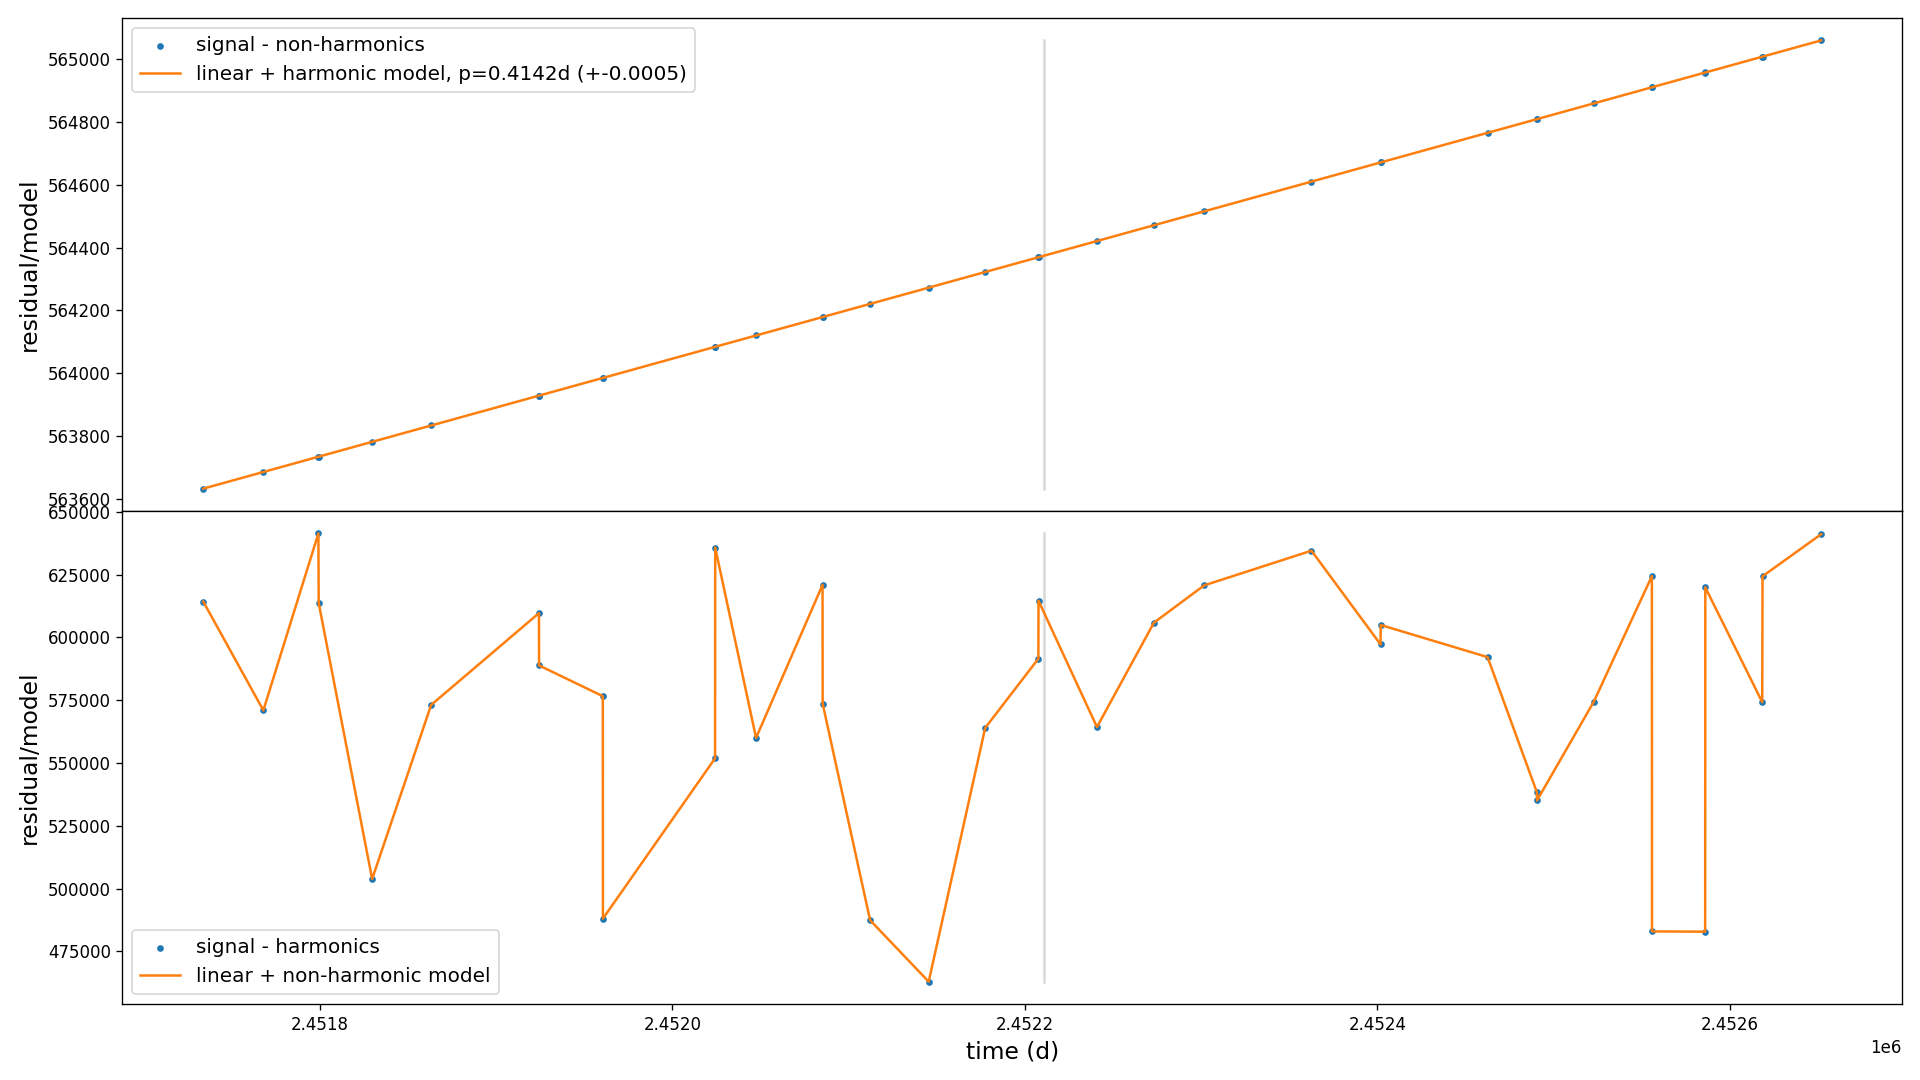 signal - non-harmonics
linear + harmonic model, p=0.4142d (+-0.0005)
residual/model
565000
564800
564600
564400
564200
564000
563800
563600
650000
625000
600000
575000
550000
525000
500000
475000
residual/model
signal - harmonics
linear + non-harmonic model
2.4518
2.4520
2.4522
2.4524
2.4526
1e6
time (d)